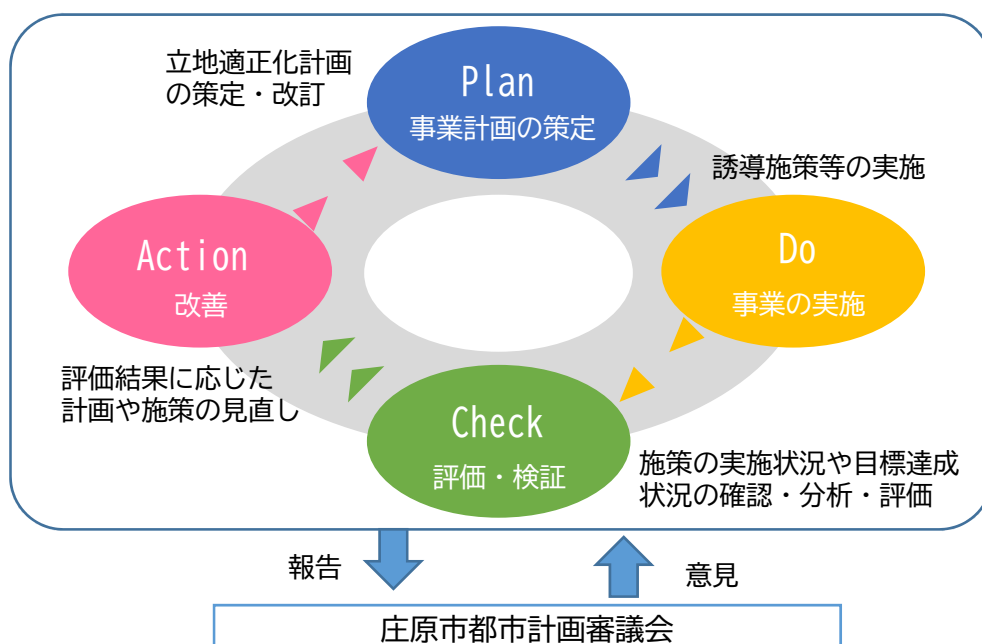 立地適正化計画
の策定・改訂
Plan
事業計画の策定
誘導施策等の実施
Do
事業の実施
Action
改善
評価結果に応じた
計画や施策の見直し
Check
評価・検証
施策の実施状況や目標達成
状況の確認・分析・評価
報告
意見
庄原市都市計画審議会